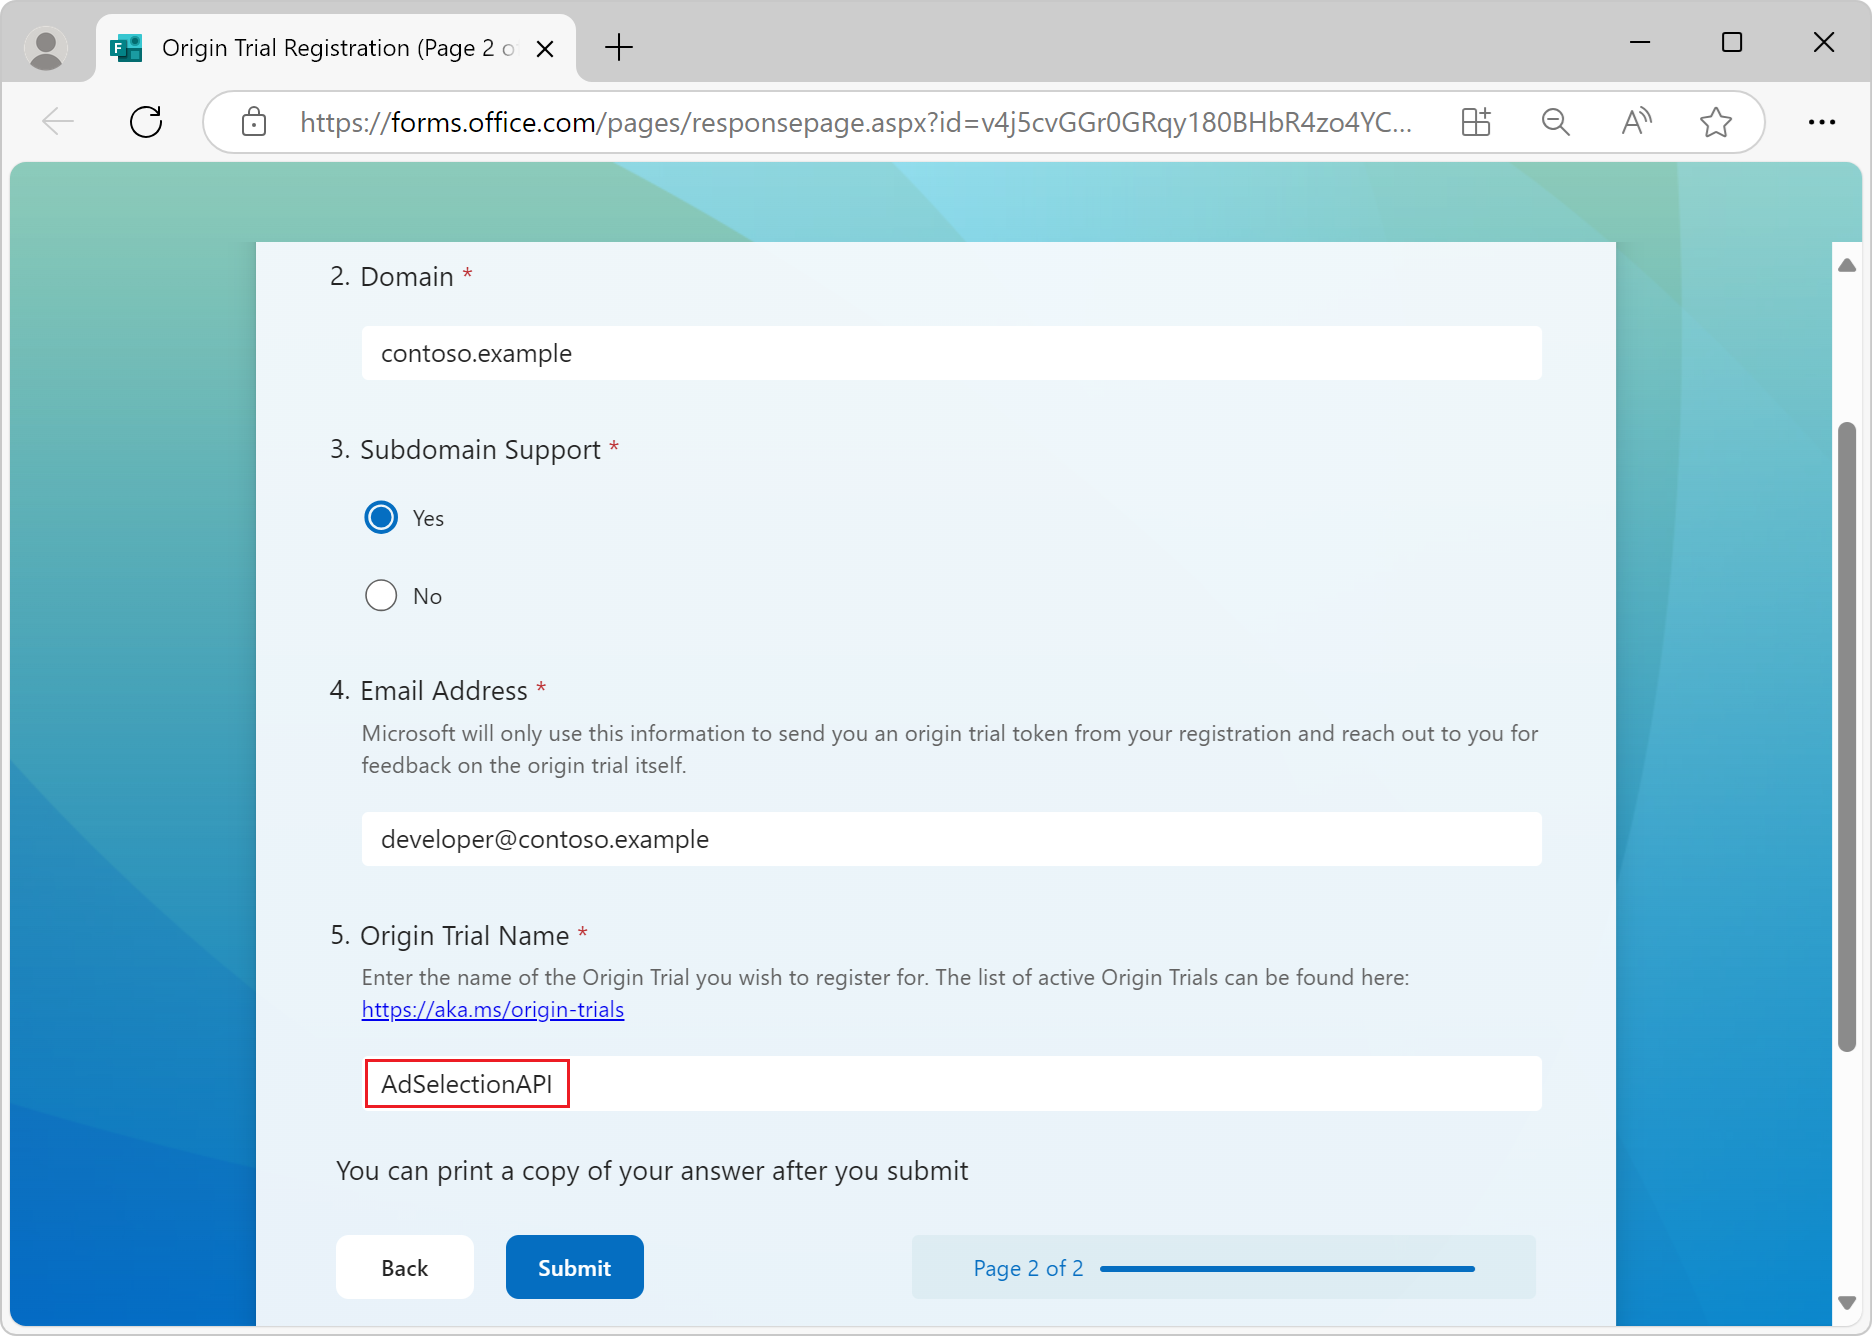 Origin Trial Registration (Page 2 o
https://forms.office.com/pages/responsepage.aspx?id=v4j5cvGGr0GRqy180BHbR4zo4YC...
2. Domain *
contoso.example
3. Subdomain Support *
Yes
No
4. Email Address *
Microsoft will only use this information to send you an origin trial token from your registration and reach out to you for
feedback on the origin trial itself.
developer@contoso.example
5. Origin Trial Name *
Enter the name of the Origin Trial you wish to register for. The list of active Origin Trials can be found here:
https://aka.ms/origin-trials
AdSelectionAPI
You can print a copy of your answer after you submit
Back
Submit
Page 2 of 2